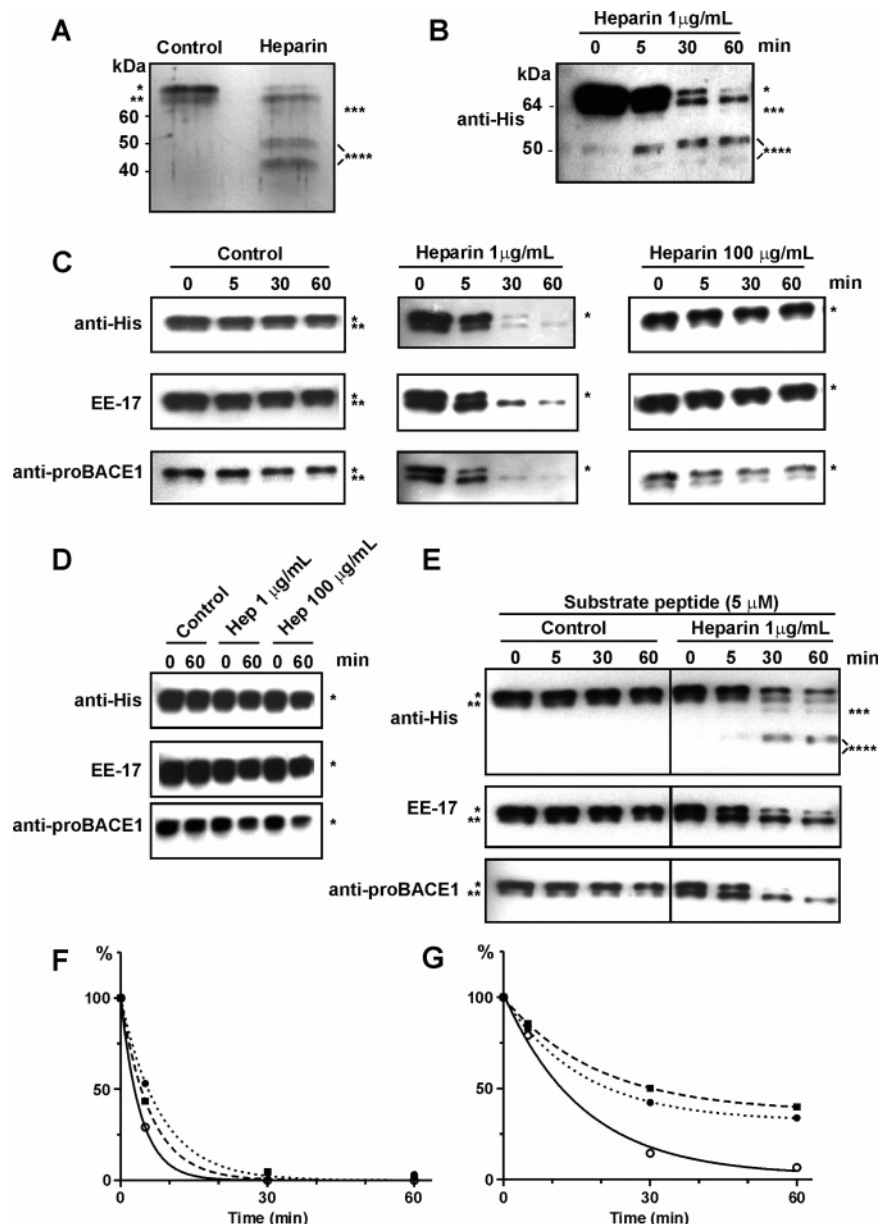 A
Control Heparin
kDa
*
**
60
50
40
***
****
B
Heparin 1μg/mL
0 5 30 60 min
kDa
64
50
anti-His
*
***
****
C
Control
0 5 30 60
Heparin 1μg/mL
0 5 30 60
Heparin 100 μg/mL
0 5 30 60 min
anti-His
*
**
*
*
EE-17
*
**
*
*
anti-proBACE1
*
**
*
*
D
Control
Hep 1 μg/mL
Hep 100 μg/mL
0 60 0 60 0 60 min
anti-His *
EE-17 *
anti-proBACE1 *
E
Substrate peptide (5 μM)
Control Heparin 1μg/mL
0 5 30 60 0 5 30 60 min
anti-His
*
**
***
****
EE-17
*
**
anti-proBACE1
*
**
F
%
100
50
0
0 30 60
Time (min)
G
%
100
50
0
0 30 60
Time (min)